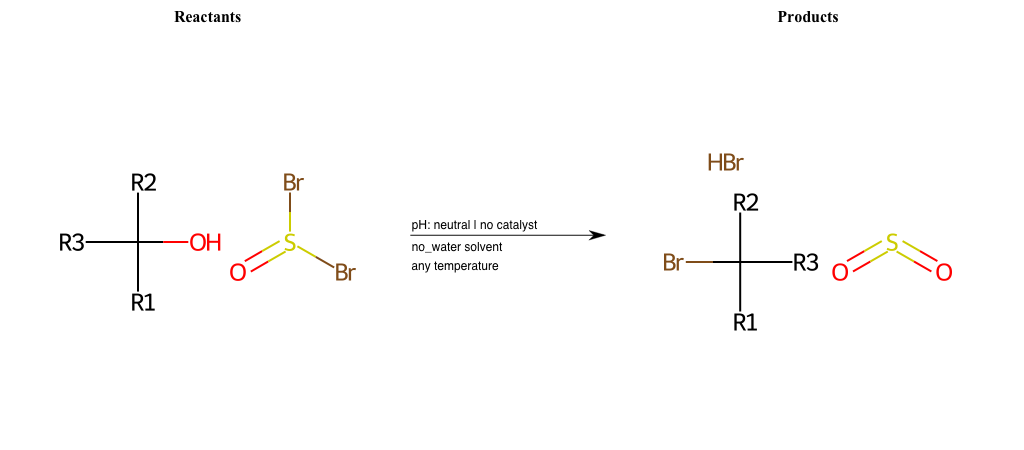 Reactants
Products
R2
R3
OH
R1
Br
S
O
Br
pH: neutral | no catalyst
no_water solvent
any temperature
HBr
R2
Br
R3
R1
S
O
O